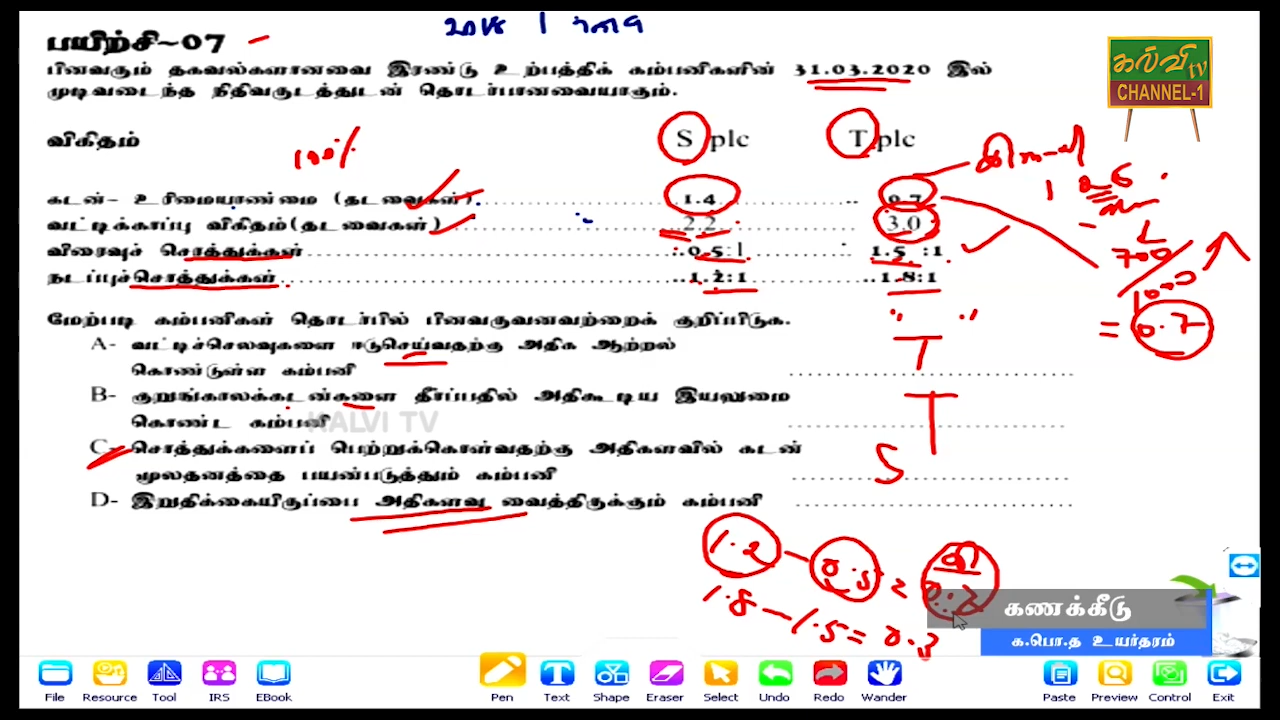 2018 | 2019
பயிற்சி-07
பின்வரும் தகவல்களானவை இரண்டு உற்பத்திக் கம்பனிகளின் 31.03.2020 இல்
முடிவடைந்த நிதிவருடத்துடன் தொடர்பானவையாகும்.
கல்வி tv
CHANNEL-1
விகிதம் S plc T plc
100%
கடன்- உரிமையாண்மை (தடவைகள்) 1.4 0.7
வட்டிக்காப்பு விகிதம்(தடவைகள்) 2.2 3.0
விரைவுச் சொத்துக்கள் 0.5:1 1.5 :1
நடப்புச்சொத்துக்கள் 1.2:1 1.8:1
700/1000
= 0.7
மேற்படி கம்பனிகள் தொடர்பில் பின்வருவனவற்றைக் குறிப்பிடுக.
A- வட்டிச்செலவுகளை ஈடுசெய்வதற்கு அதிக ஆற்றல்
கொண்டுள்ள கம்பனி T
B- குறுங்காலக்கடன்களை தீர்ப்பதில் அதிகூடிய இயலுமை
கொண்ட கம்பனி T
KALVI TV
C- சொத்துக்களைப் பெற்றுக்கொள்வதற்கு அதிகளவில் கடன்
மூலதனத்தை பயன்படுத்தும் கம்பனி S
D- இறுதிக்கையிருப்பை அதிகளவு வைத்திருக்கும் கம்பனி
1.2 - 0.5 = 0.7
1.8 - 1.5 = 0.3
கணக்கீடு
க.பொ.த உயர்தரம்
File Resource Tool IRS EBook Pen Text Shape Eraser Select Undo Redo Wander Paste Preview Control Exit